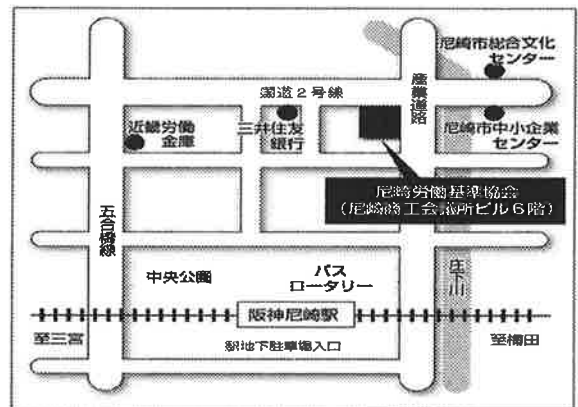 尼崎市総合文化
センター
国道２号線
産業道路
近畿労働
金庫
三井住友
銀行
尼崎市中小企業
センター
尼崎労働基準協会
（尼崎商工会議所ビル６階）
五合橋線
中央公園
バス
ロータリー
庄下川
阪神尼崎駅
至三宮
駅地下駐車場入口
至梅田